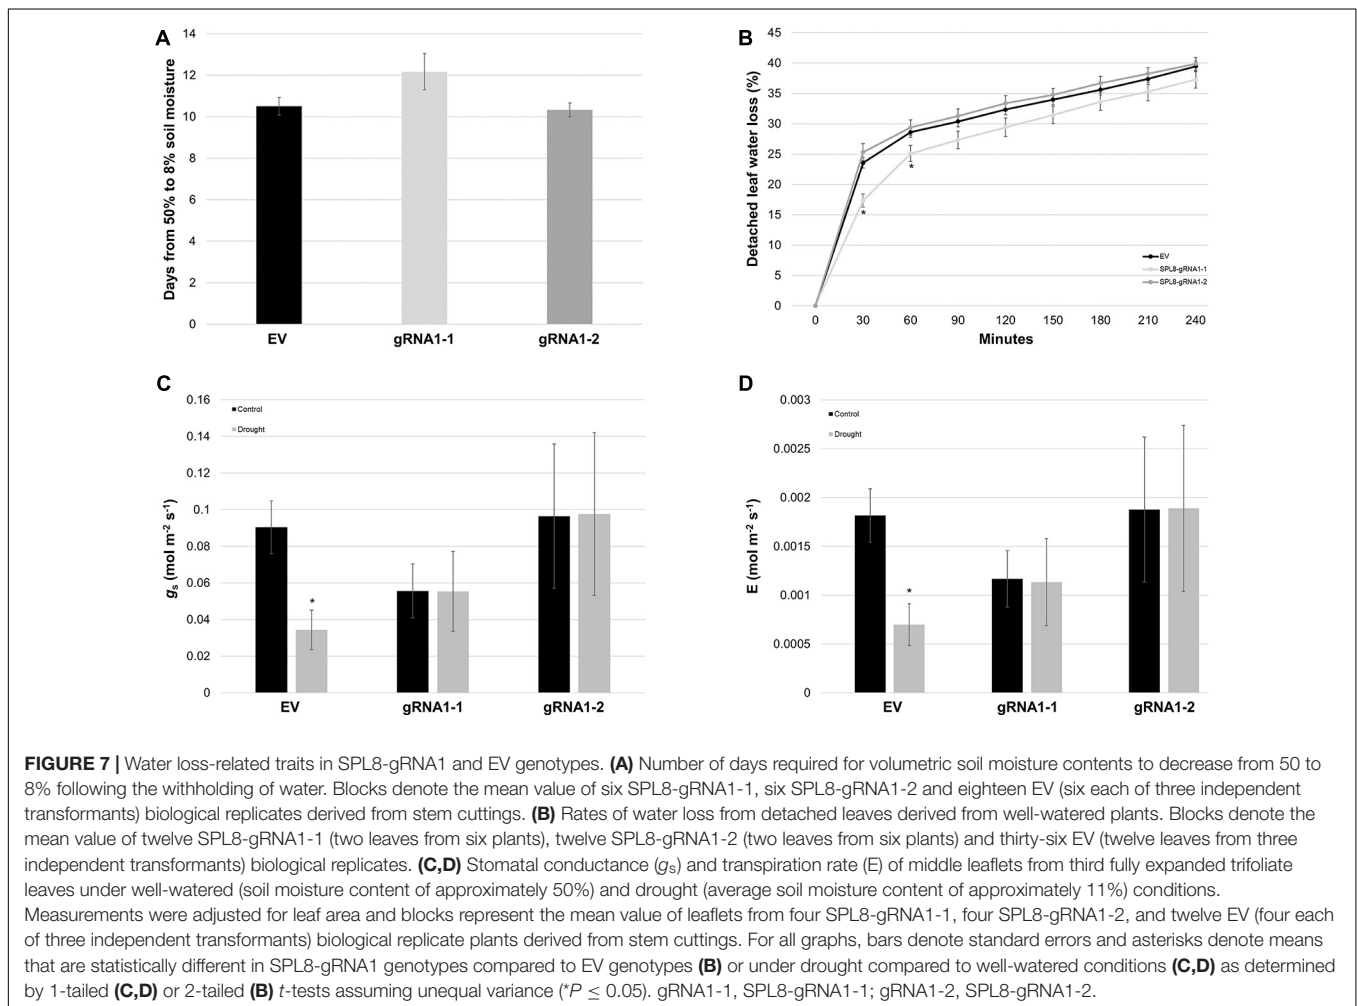 A
14
12
10
8
6
4
2
0
Days from 50% to 8% soil moisture
EV gRNA1-1 gRNA1-2
B
45
40
35
30
25
20
15
10
5
0
Detached leaf water loss (%)
EV
SPL8-gRNA1-1
SPL8-gRNA1-2
* *
0 30 60 90 120 150 180 210 240
Minutes
C
0.16
0.14
0.12
0.1
0.08
0.06
0.04
0.02
0
gs (mol m-2 s-1)
Control
Drought
*
EV gRNA1-1 gRNA1-2
D
0.003
0.0025
0.002
0.0015
0.001
0.0005
0
E (mol m-2 s-1)
Control
Drought
*
EV gRNA1-1 gRNA1-2
FIGURE 7 | Water loss-related traits in SPL8-gRNA1 and EV genotypes. (A) Number of days required for volumetric soil moisture contents to decrease from 50 to
8% following the withholding of water. Blocks denote the mean value of six SPL8-gRNA1-1, six SPL8-gRNA1-2 and eighteen EV (six each of three independent
transformants) biological replicates derived from stem cuttings. (B) Rates of water loss from detached leaves derived from well-watered plants. Blocks denote the
mean value of twelve SPL8-gRNA1-1 (two leaves from six plants), twelve SPL8-gRNA1-2 (two leaves from six plants) and thirty-six EV (twelve leaves from three
independent transformants) biological replicates. (C,D) Stomatal conductance (gs) and transpiration rate (E) of middle leaflets from third fully expanded trifoliate
leaves under well-watered (soil moisture content of approximately 50%) and drought (average soil moisture content of approximately 11%) conditions.
Measurements were adjusted for leaf area and blocks represent the mean value of leaflets from four SPL8-gRNA1-1, four SPL8-gRNA1-2, and twelve EV (four each
of three independent transformants) biological replicate plants derived from stem cuttings. For all graphs, bars denote standard errors and asterisks denote means
that are statistically different in SPL8-gRNA1 genotypes compared to EV genotypes (B) or under drought compared to well-watered conditions (C,D) as determined
by 1-tailed (C,D) or 2-tailed (B) t-tests assuming unequal variance (*P ≤ 0.05). gRNA1-1, SPL8-gRNA1-1; gRNA1-2, SPL8-gRNA1-2.